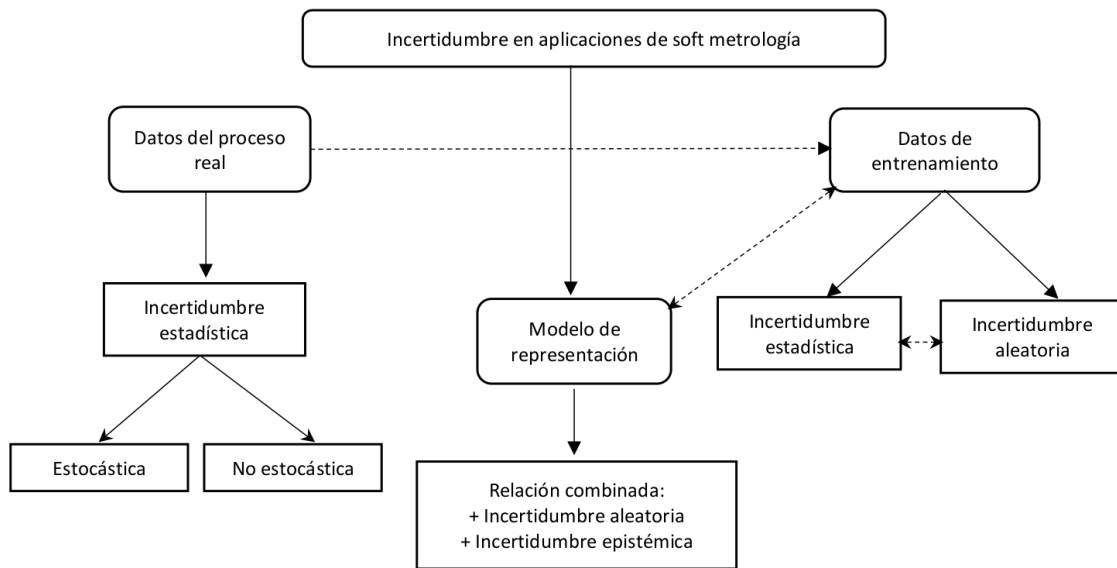 Incertidumbre en aplicaciones de soft metrología
Datos del proceso
real
Datos de
entrenamiento
Incertidumbre
estadística
Modelo de
representación
Incertidumbre
estadística
Incertidumbre
aleatoria
Estocástica
No estocástica
Relación combinada:
+ Incertidumbre aleatoria
+ Incertidumbre epistémica